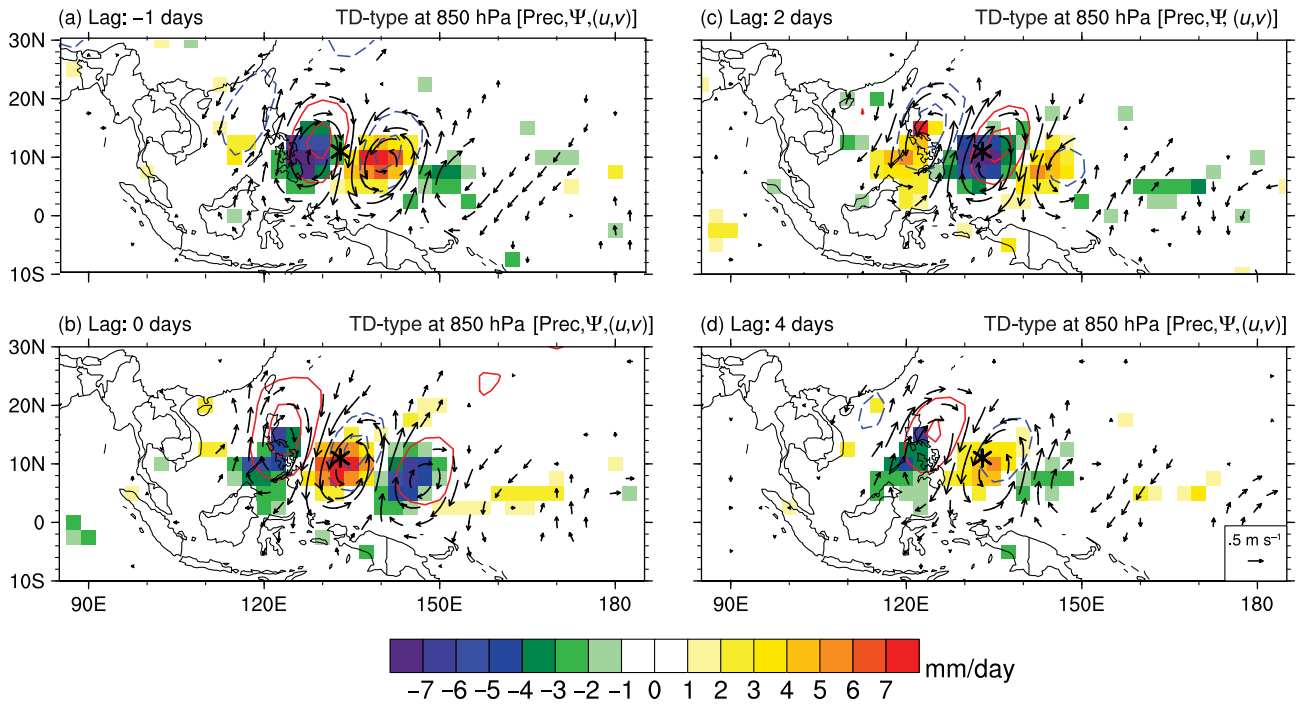 (a) Lag: −1 days TD-type at 850 hPa [Prec,Ψ,(u,v)]
30N
20N
10N
0
10S
120E 150E 180
(c) Lag: 2 days TD-type at 850 hPa [Prec,Ψ, (u,v)]
(b) Lag: 0 days TD-type at 850 hPa [Prec,Ψ,(u,v)]
30N
20N
10N
0
10S
90E 120E 150E 180
(d) Lag: 4 days TD-type at 850 hPa [Prec,Ψ,(u,v)]
.5 m s⁻¹
90E 120E 150E 180
−7 −6 −5 −4 −3 −2 −1 0 1 2 3 4 5 6 7 mm/day